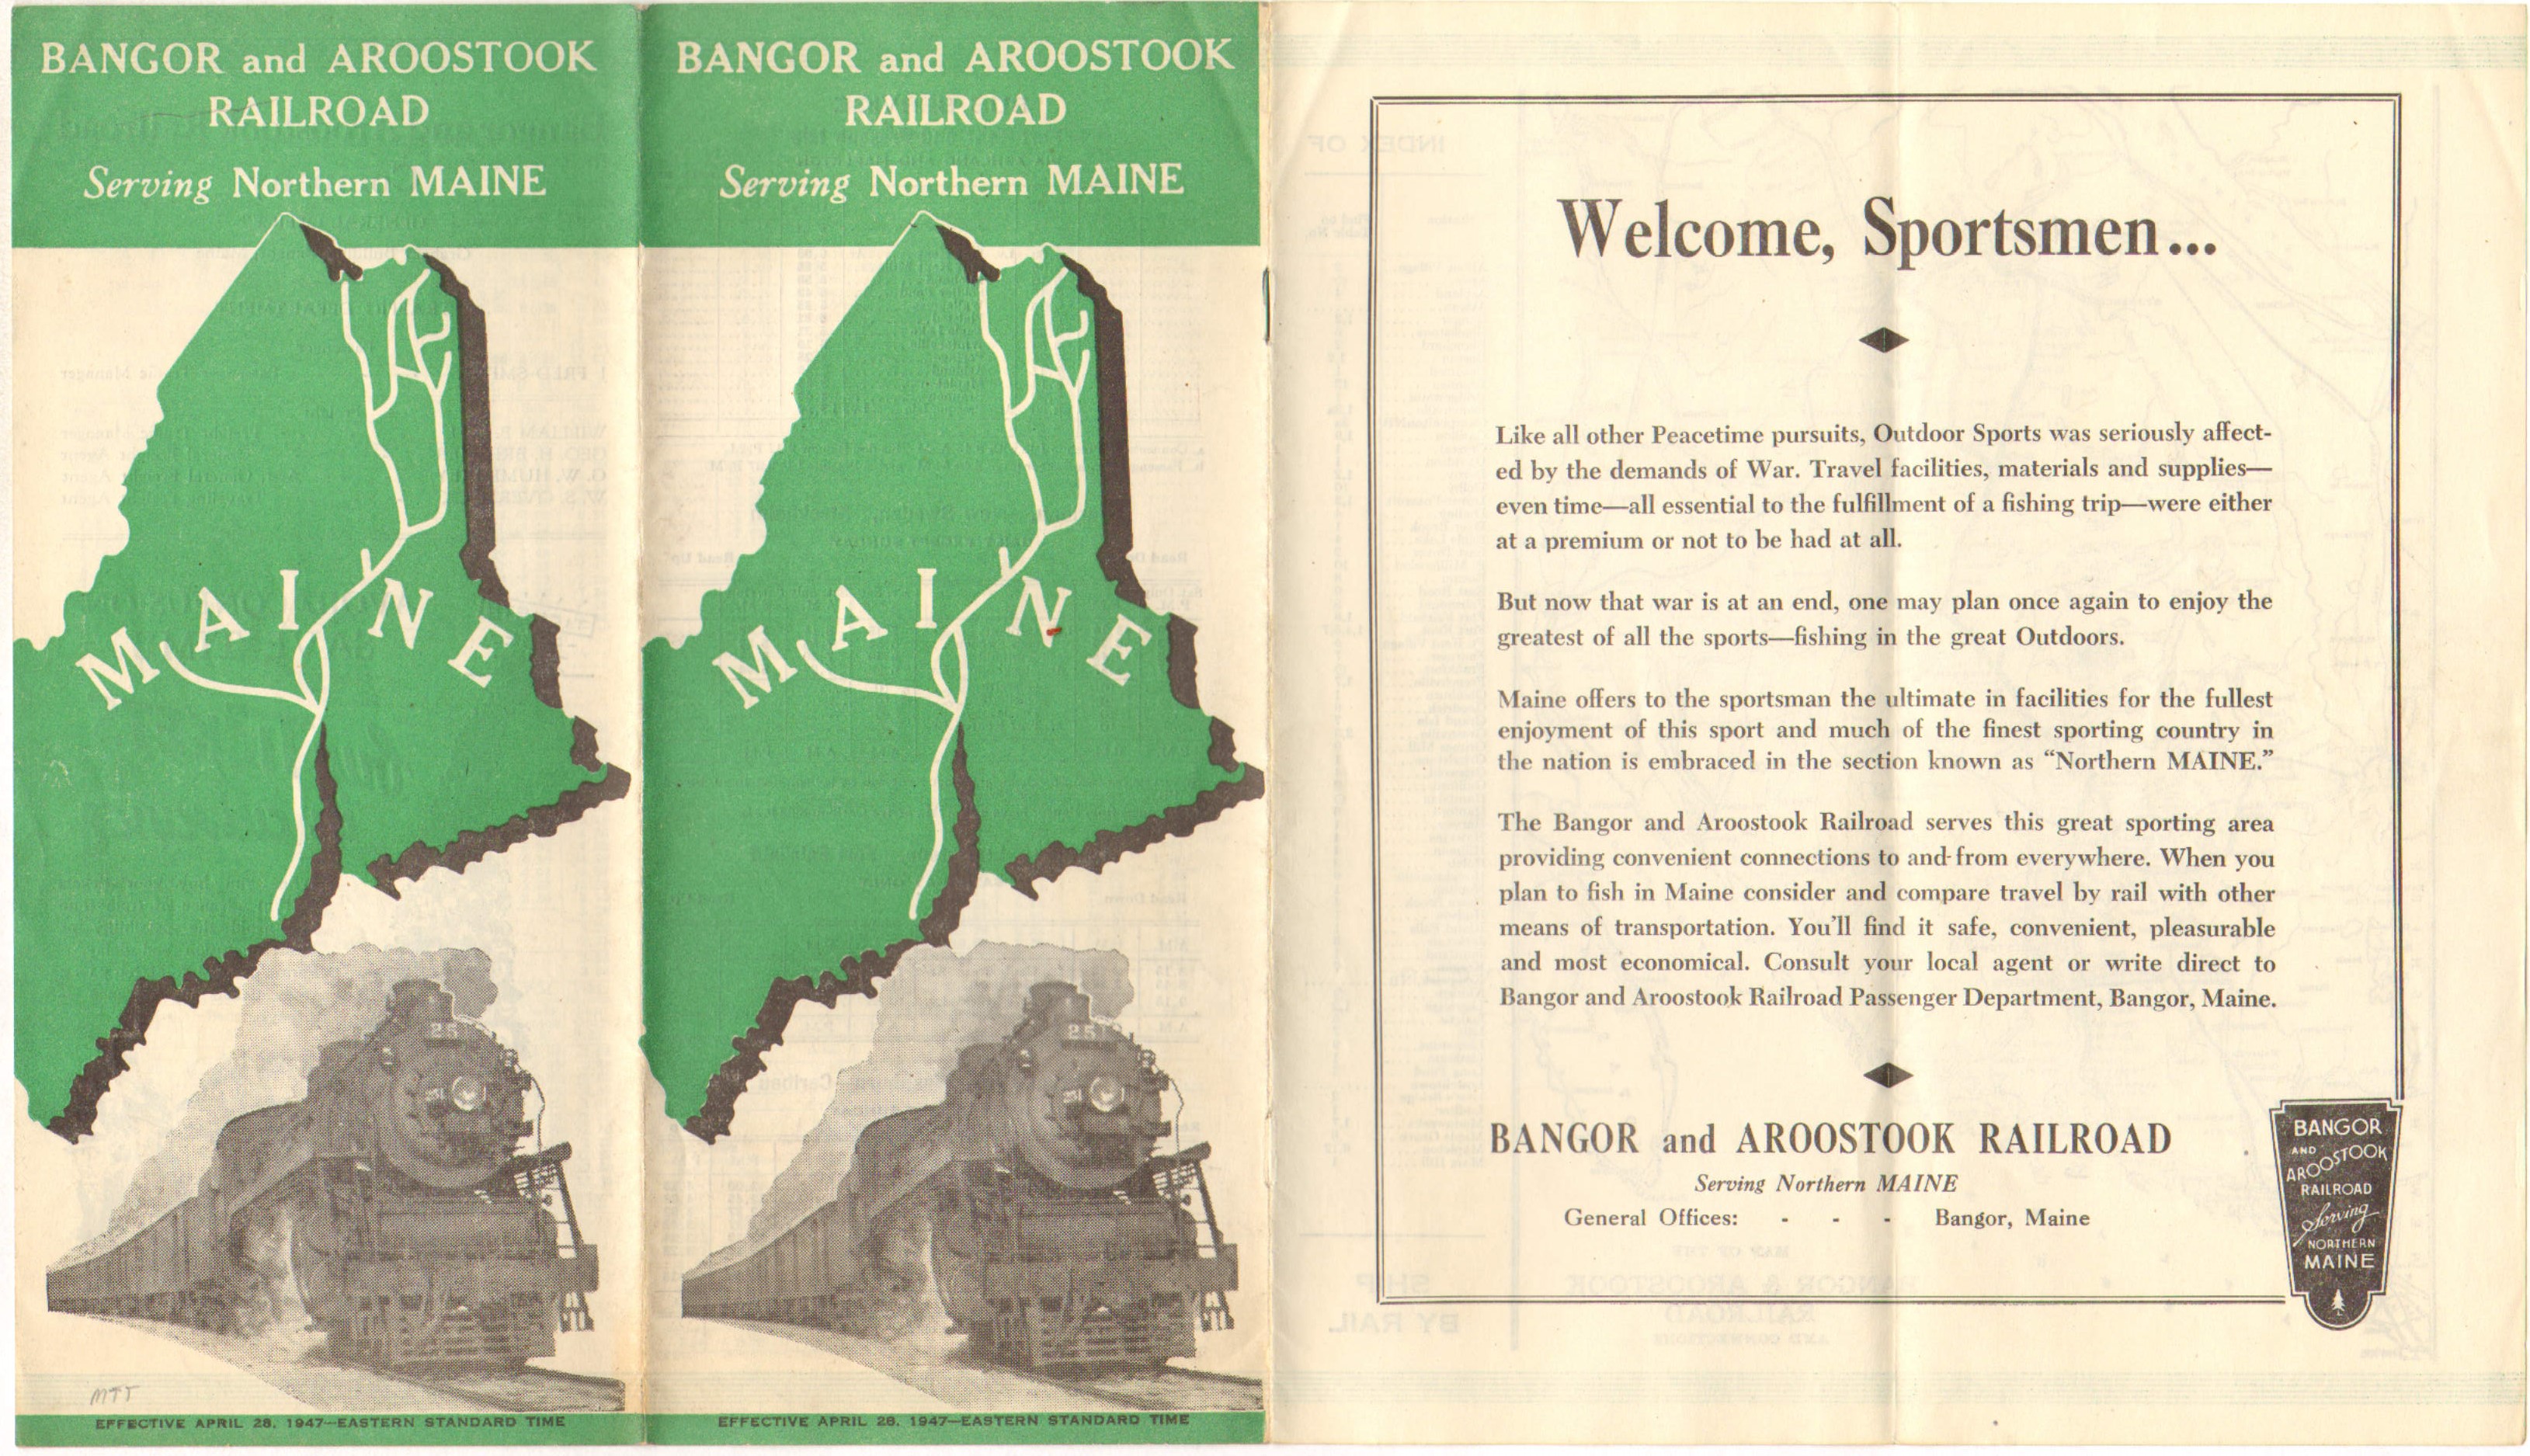 BANGOR and AROOSTOOK
RAILROAD
Serving Northern MAINE
MAINE
251
MTT
EFFECTIVE APRIL 28, 1947—EASTERN STANDARD TIME
BANGOR and AROOSTOOK
RAILROAD
Serving Northern MAINE
MAINE
251
251
EFFECTIVE APRIL 28, 1947—EASTERN STANDARD TIME
Welcome, Sportsmen...
Like all other Peacetime pursuits, Outdoor Sports was seriously affect-
ed by the demands of War. Travel facilities, materials and supplies—
even time—all essential to the fulfillment of a fishing trip—were either
at a premium or not to be had at all.
But now that war is at an end, one may plan once again to enjoy the
greatest of all the sports—fishing in the great Outdoors.
Maine offers to the sportsman the ultimate in facilities for the fullest
enjoyment of this sport and much of the finest sporting country in
the nation is embraced in the section known as “Northern MAINE.”
The Bangor and Aroostook Railroad serves this great sporting area
providing convenient connections to and from everywhere. When you
plan to fish in Maine consider and compare travel by rail with other
means of transportation. You'll find it safe, convenient, pleasurable
and most economical. Consult your local agent or write direct to
Bangor and Aroostook Railroad Passenger Department, Bangor, Maine.
BANGOR and AROOSTOOK RAILROAD
Serving Northern MAINE
General Offices: - - - Bangor, Maine
BANGOR
AND
AROOSTOOK
RAILROAD
Serving
NORTHERN
MAINE